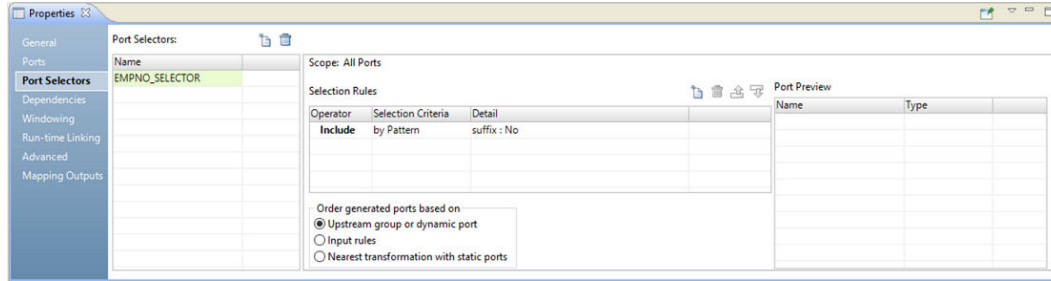 Properties
General
Ports
Port Selectors
Dependencies
Windowing
Run-time Linking
Advanced
Mapping Outputs
Port Selectors:
Name
EMPNO_SELECTOR
Scope: All Ports
Selection Rules
Operator Selection Criteria Detail
Include by Pattern suffix : No
Order generated ports based on
Upstream group or dynamic port
Input rules
Nearest transformation with static ports
Port Preview
Name Type